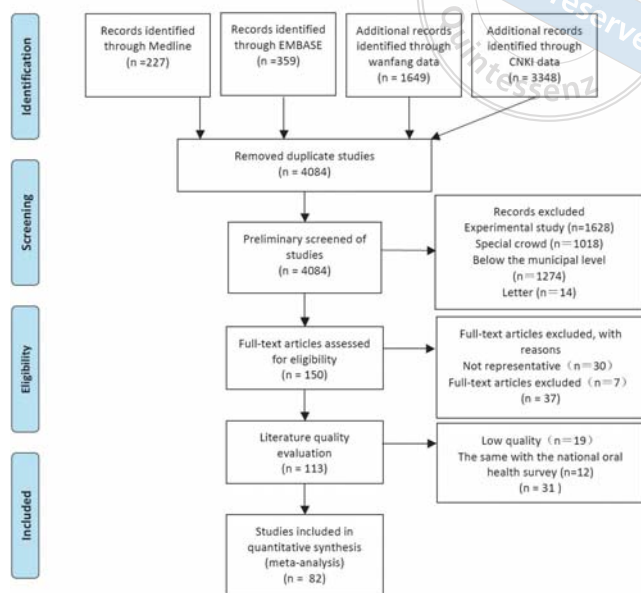 Identification
Records identified
through Medline
(n =227)
Records identified
through EMBASE
(n =359)
Additional records
identified through
wanfang data
(n = 1649)
Additional records
identified through
CNKI data
(n = 3348)
reserve
Quintessenz
Removed duplicate studies
(n = 4084)
Screening
Preliminary screened of
studies
(n = 4084)
Records excluded
Experimental study (n=1628)
Special crowd (n＝1018)
Below the municipal level
(n＝1274)
Letter (n＝14)
Eligibility
Full-text articles assessed
for eligibility
(n = 150)
Full-text articles excluded, with
reasons
Not representative（n＝30）
Full-text articles excluded（n＝7）
(n = 37)
Literature quality
evaluation
(n = 113)
Low quality（n＝19）
The same with the national oral
health survey (n=12)
(n = 31 )
Included
Studies included in
quantitative synthesis
(meta-analysis)
(n = 82)